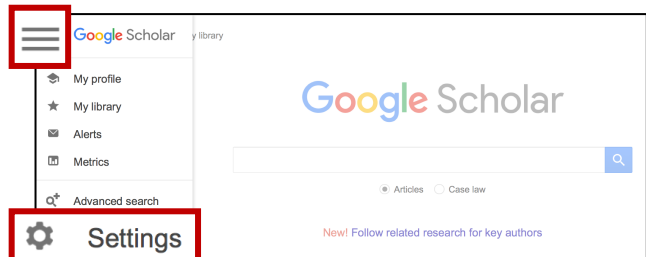 Google Scholar
y library
My profile
My library
Alerts
Metrics
Advanced search
Settings
Google Scholar
Articles Case law
New! Follow related research for key authors